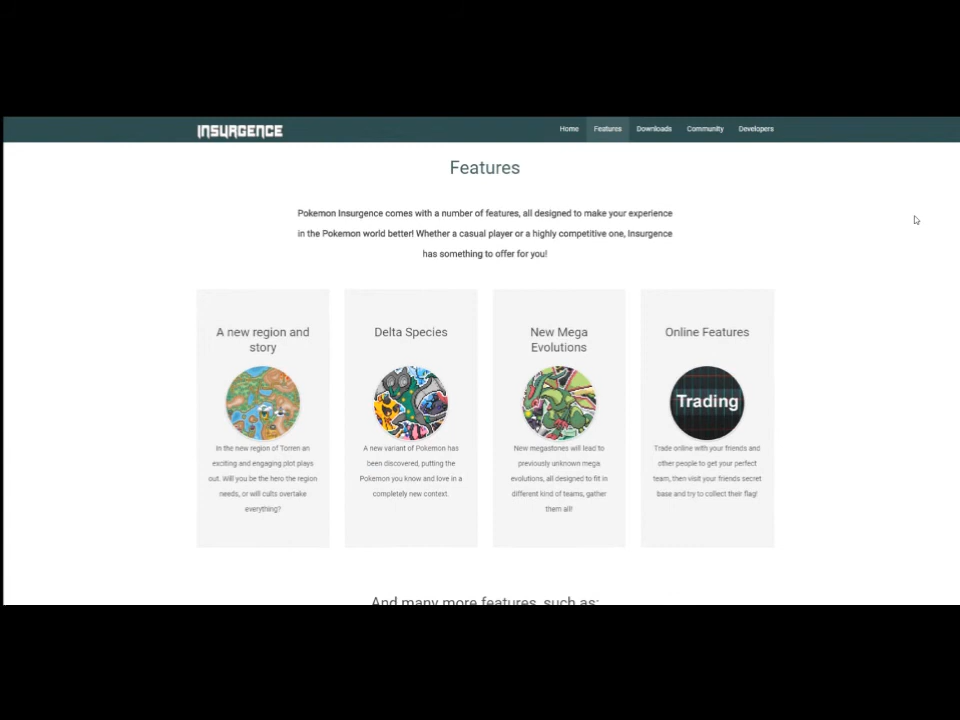 INSURGENCE
Home Features Downloads Community Developers
Features
Pokemon Insurgence comes with a number of features, all designed to make your experience
in the Pokemon world better! Whether a casual player or a highly competitive one, Insurgence
has something to offer for you!
A new region and
story
In the new region of Torren an
exciting and engaging plot plays
out. Will you be the hero the region
needs, or will cults overtake
everything?
Delta Species
A new variant of Pokemon has
been discovered, putting the
Pokemon you know and love in a
completely new context.
New Mega
Evolutions
New megastones will lead to
previously unknown mega
evolutions, all designed to fit in
different kind of teams, gather
them all!
Online Features
Trading
Trade online with your friends and
other people to get your perfect
team, then visit your friends secret
base and try to collect their flag!
And many more features, such as: